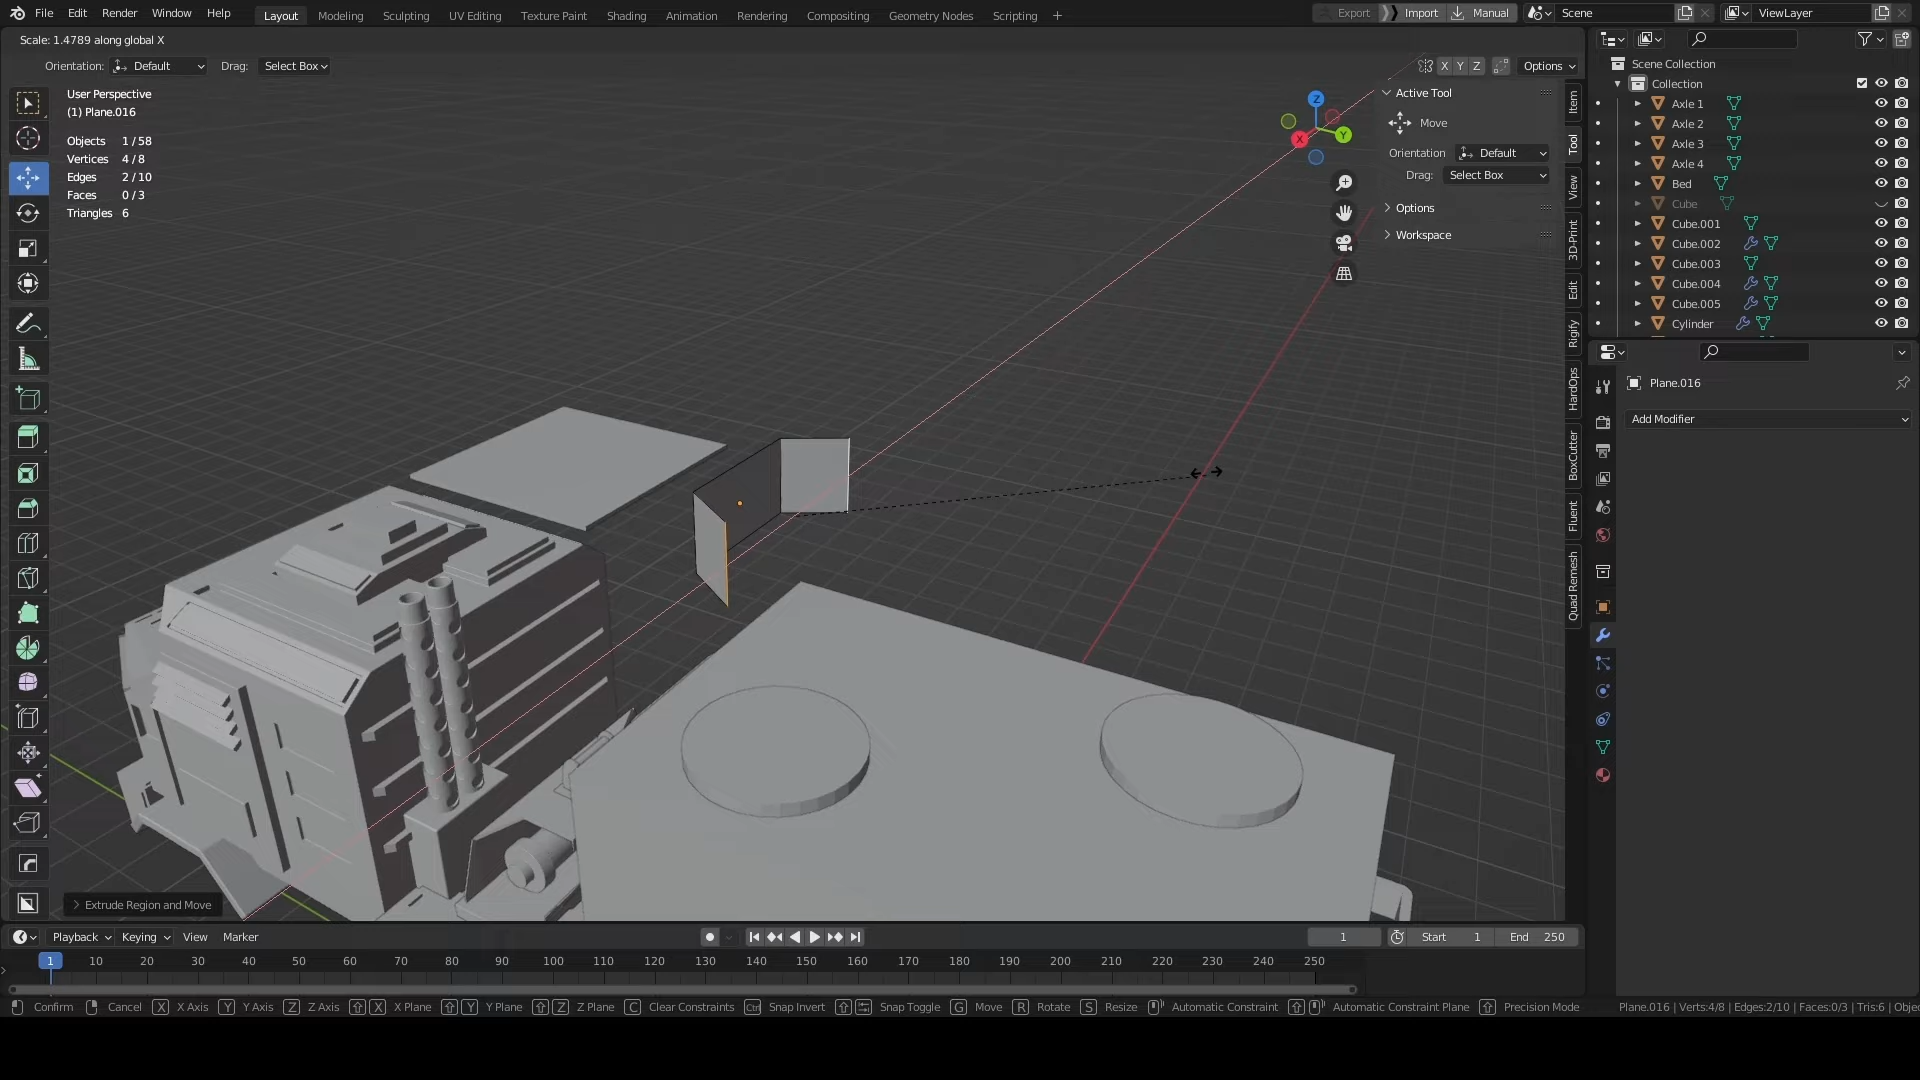 File Edit Render Window Help Layout Modeling Sculpting UV Editing Texture Paint Shading Animation Rendering Compositing Geometry Nodes Scripting + Export Import Manual Scene ViewLayer
Scale: 1.4789 along global X
Orientation: Default Drag: Select Box X Y Z Options
User Perspective
(1) Plane.016
Objects 1 / 58
Vertices 4 / 8
Edges 2 / 10
Faces 0 / 3
Triangles 6
Z
X
Y
Active Tool
Move
Orientation Default
Drag: Select Box
Options
Workspace
Item
Tool
View
3D-Print
Edit
Rigify
HardOps
BoxCutter
Fluent
Quad Remesh
Scene Collection
Collection
Axle 1
Axle 2
Axle 3
Axle 4
Bed
Cube
Cube.001
Cube.002
Cube.003
Cube.004
Cube.005
Cylinder
Plane.016
Add Modifier
Extrude Region and Move
Playback Keying View Marker 1 Start 1 End 250
1 10 20 30 40 50 60 70 80 90 100 110 120 130 140 150 160 170 180 190 200 210 220 230 240 250
Confirm Cancel X X Axis Y Y Axis Z Z Axis X X Plane Y Y Plane Z Z Plane C Clear Constraints Ctrl Snap Invert Snap Toggle G Move R Rotate S Resize Automatic Constraint Automatic Constraint Plane Precision Mode Plane.016 | Verts:4/8 | Edges:2/10 | Faces:0/3 | Tris:6 | Obje